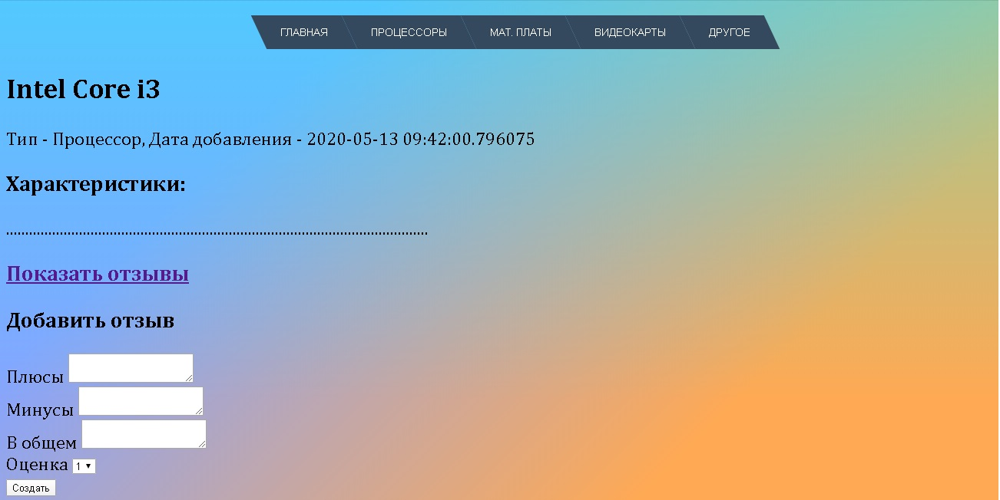 ГЛАВНАЯ ПРОЦЕССОРЫ МАТ. ПЛАТЫ ВИДЕОКАРТЫ ДРУГОЕ
Intel Core i3
Тип - Процессор, Дата добавления - 2020-05-13 09:42:00.796075
Характеристики:
..............................................................................................................
Показать отзывы
Добавить отзыв
Плюсы
Минусы
В общем
Оценка 1
Создать